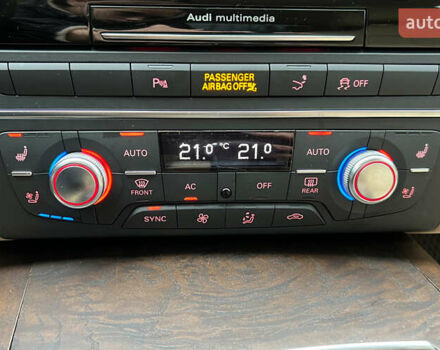 Audi multimedia
auto
PASSENGER
AIRBAG OFF
OFF
AUTO 21.0 °C 21.0 AUTO
FRONT AC OFF REAR
SYNC